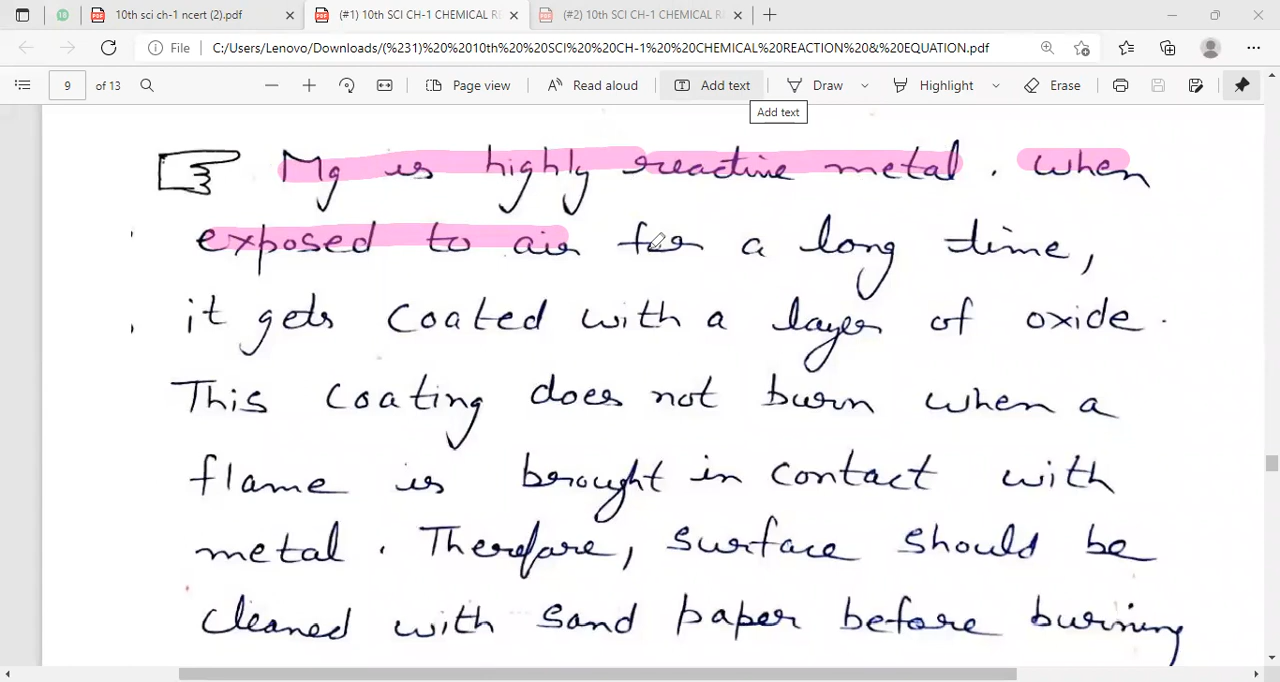 10th sci ch-1 ncert (2).pdf
(#1) 10th SCI CH-1 CHEMICAL RE
(#2) 10th SCI CH-1 CHEMICAL RE
File C:/Users/Lenovo/Downloads/(%231)%20%2010th%20%20SCI%20%20CH-1%20%20CHEMICAL%20REACTION%20&%20EQUATION.pdf
9 of 13 Page view Read aloud Add text Draw Highlight Erase
Add text
Mg is highly reactive metal. When
exposed to air for a long time,
it gets coated with a layer of oxide.
This coating does not burn when a
flame is brought in contact with
metal. Therefore, surface should be
cleaned with sand paper before burning